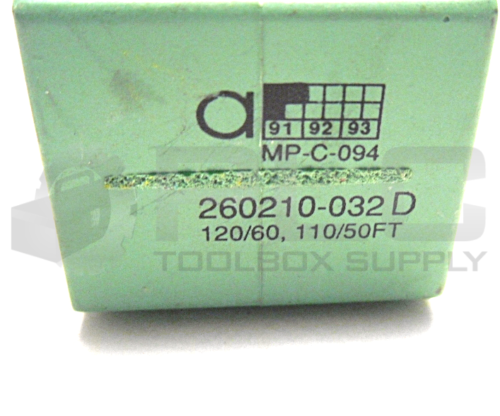 a
91 92 93
MP-C-094
260210-032 D
120/60, 110/50FT
TOOLBOX SUPPLY